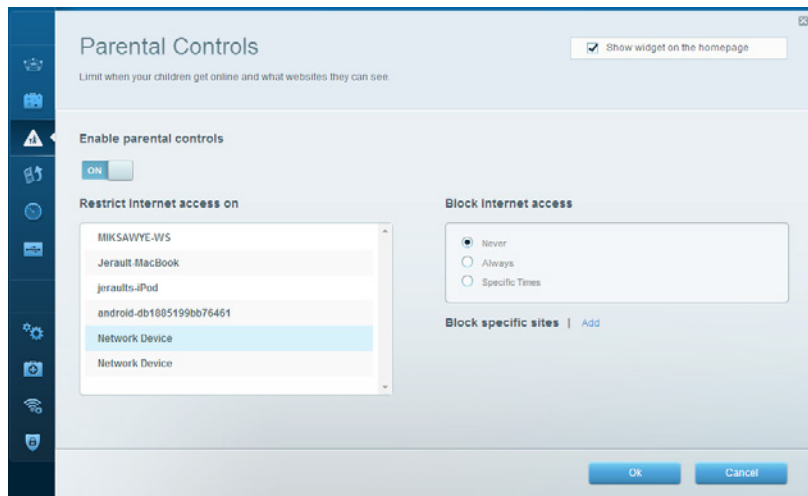 Parental Controls
Show widget on the homepage
Limit when your children get online and what websites they can see.
Enable parental controls
ON
Restrict Internet access on
Block Internet access
MIKSAWYE-WS
Jerault-MacBook
jeraults-iPod
android-db1885199bb76461
Network Device
Network Device
Never
Always
Specific Times
Block specific sites | Add
Ok
Cancel